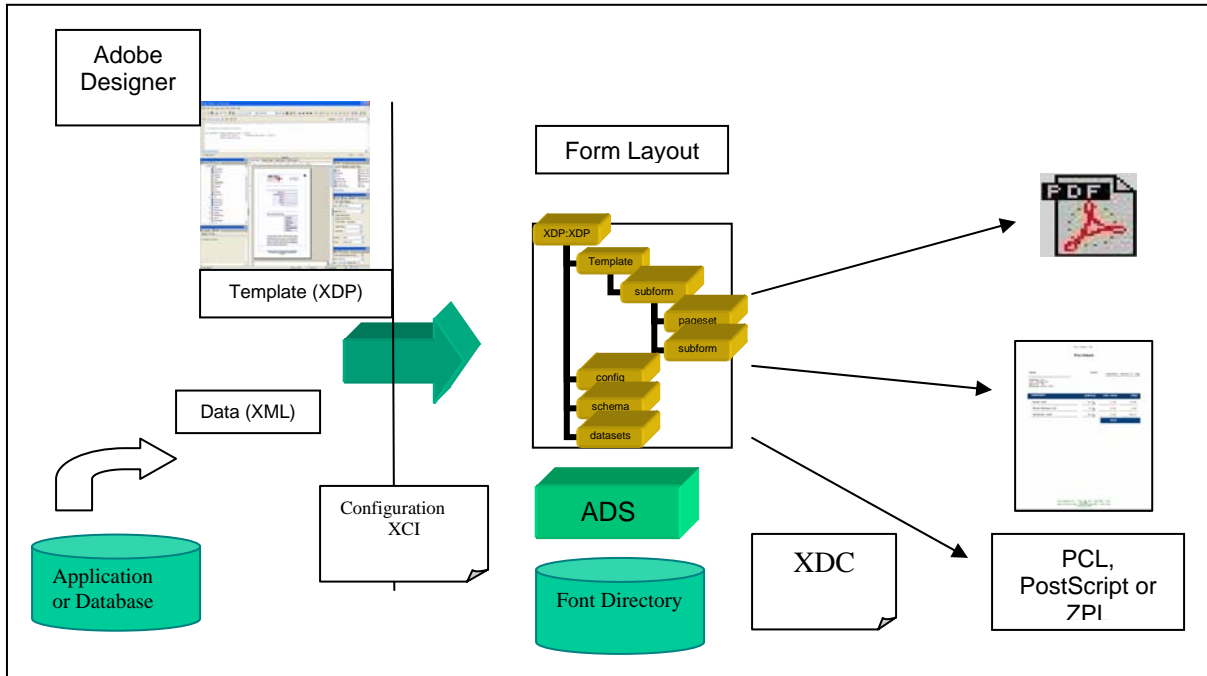 Adobe
Designer
Template (XDP)
Data (XML)
Application
or Database
Configuration
XCI
Form Layout
XDP:XDP
Template
subform
pageset
subform
config
schema
datasets
ADS
Font Directory
XDC
PDF
PCL,
PostScript or
ZPL